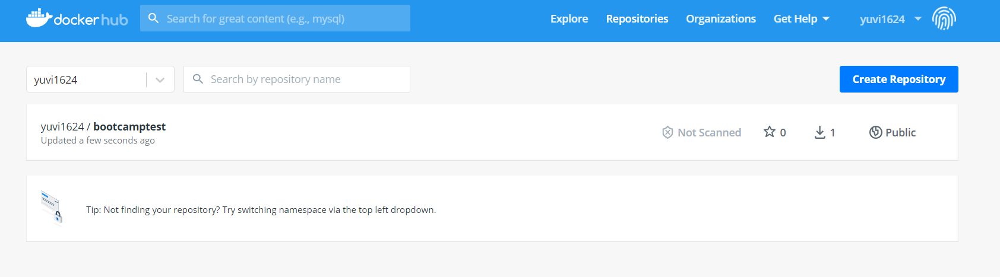 docker hub
Search for great content (e.g., mysql)
Explore
Repositories
Organizations
Get Help
yuvi1624
yuvi1624
Search by repository name
Create Repository
yuvi1624 / bootcamptest
Updated a few seconds ago
Not Scanned
0
1
Public
Tip: Not finding your repository? Try switching namespace via the top left dropdown.